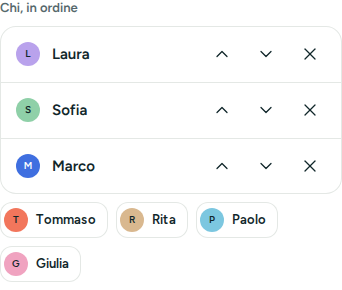 Chi, in ordine
L Laura
S Sofia
M Marco
T Tommaso R Rita P Paolo
G Giulia